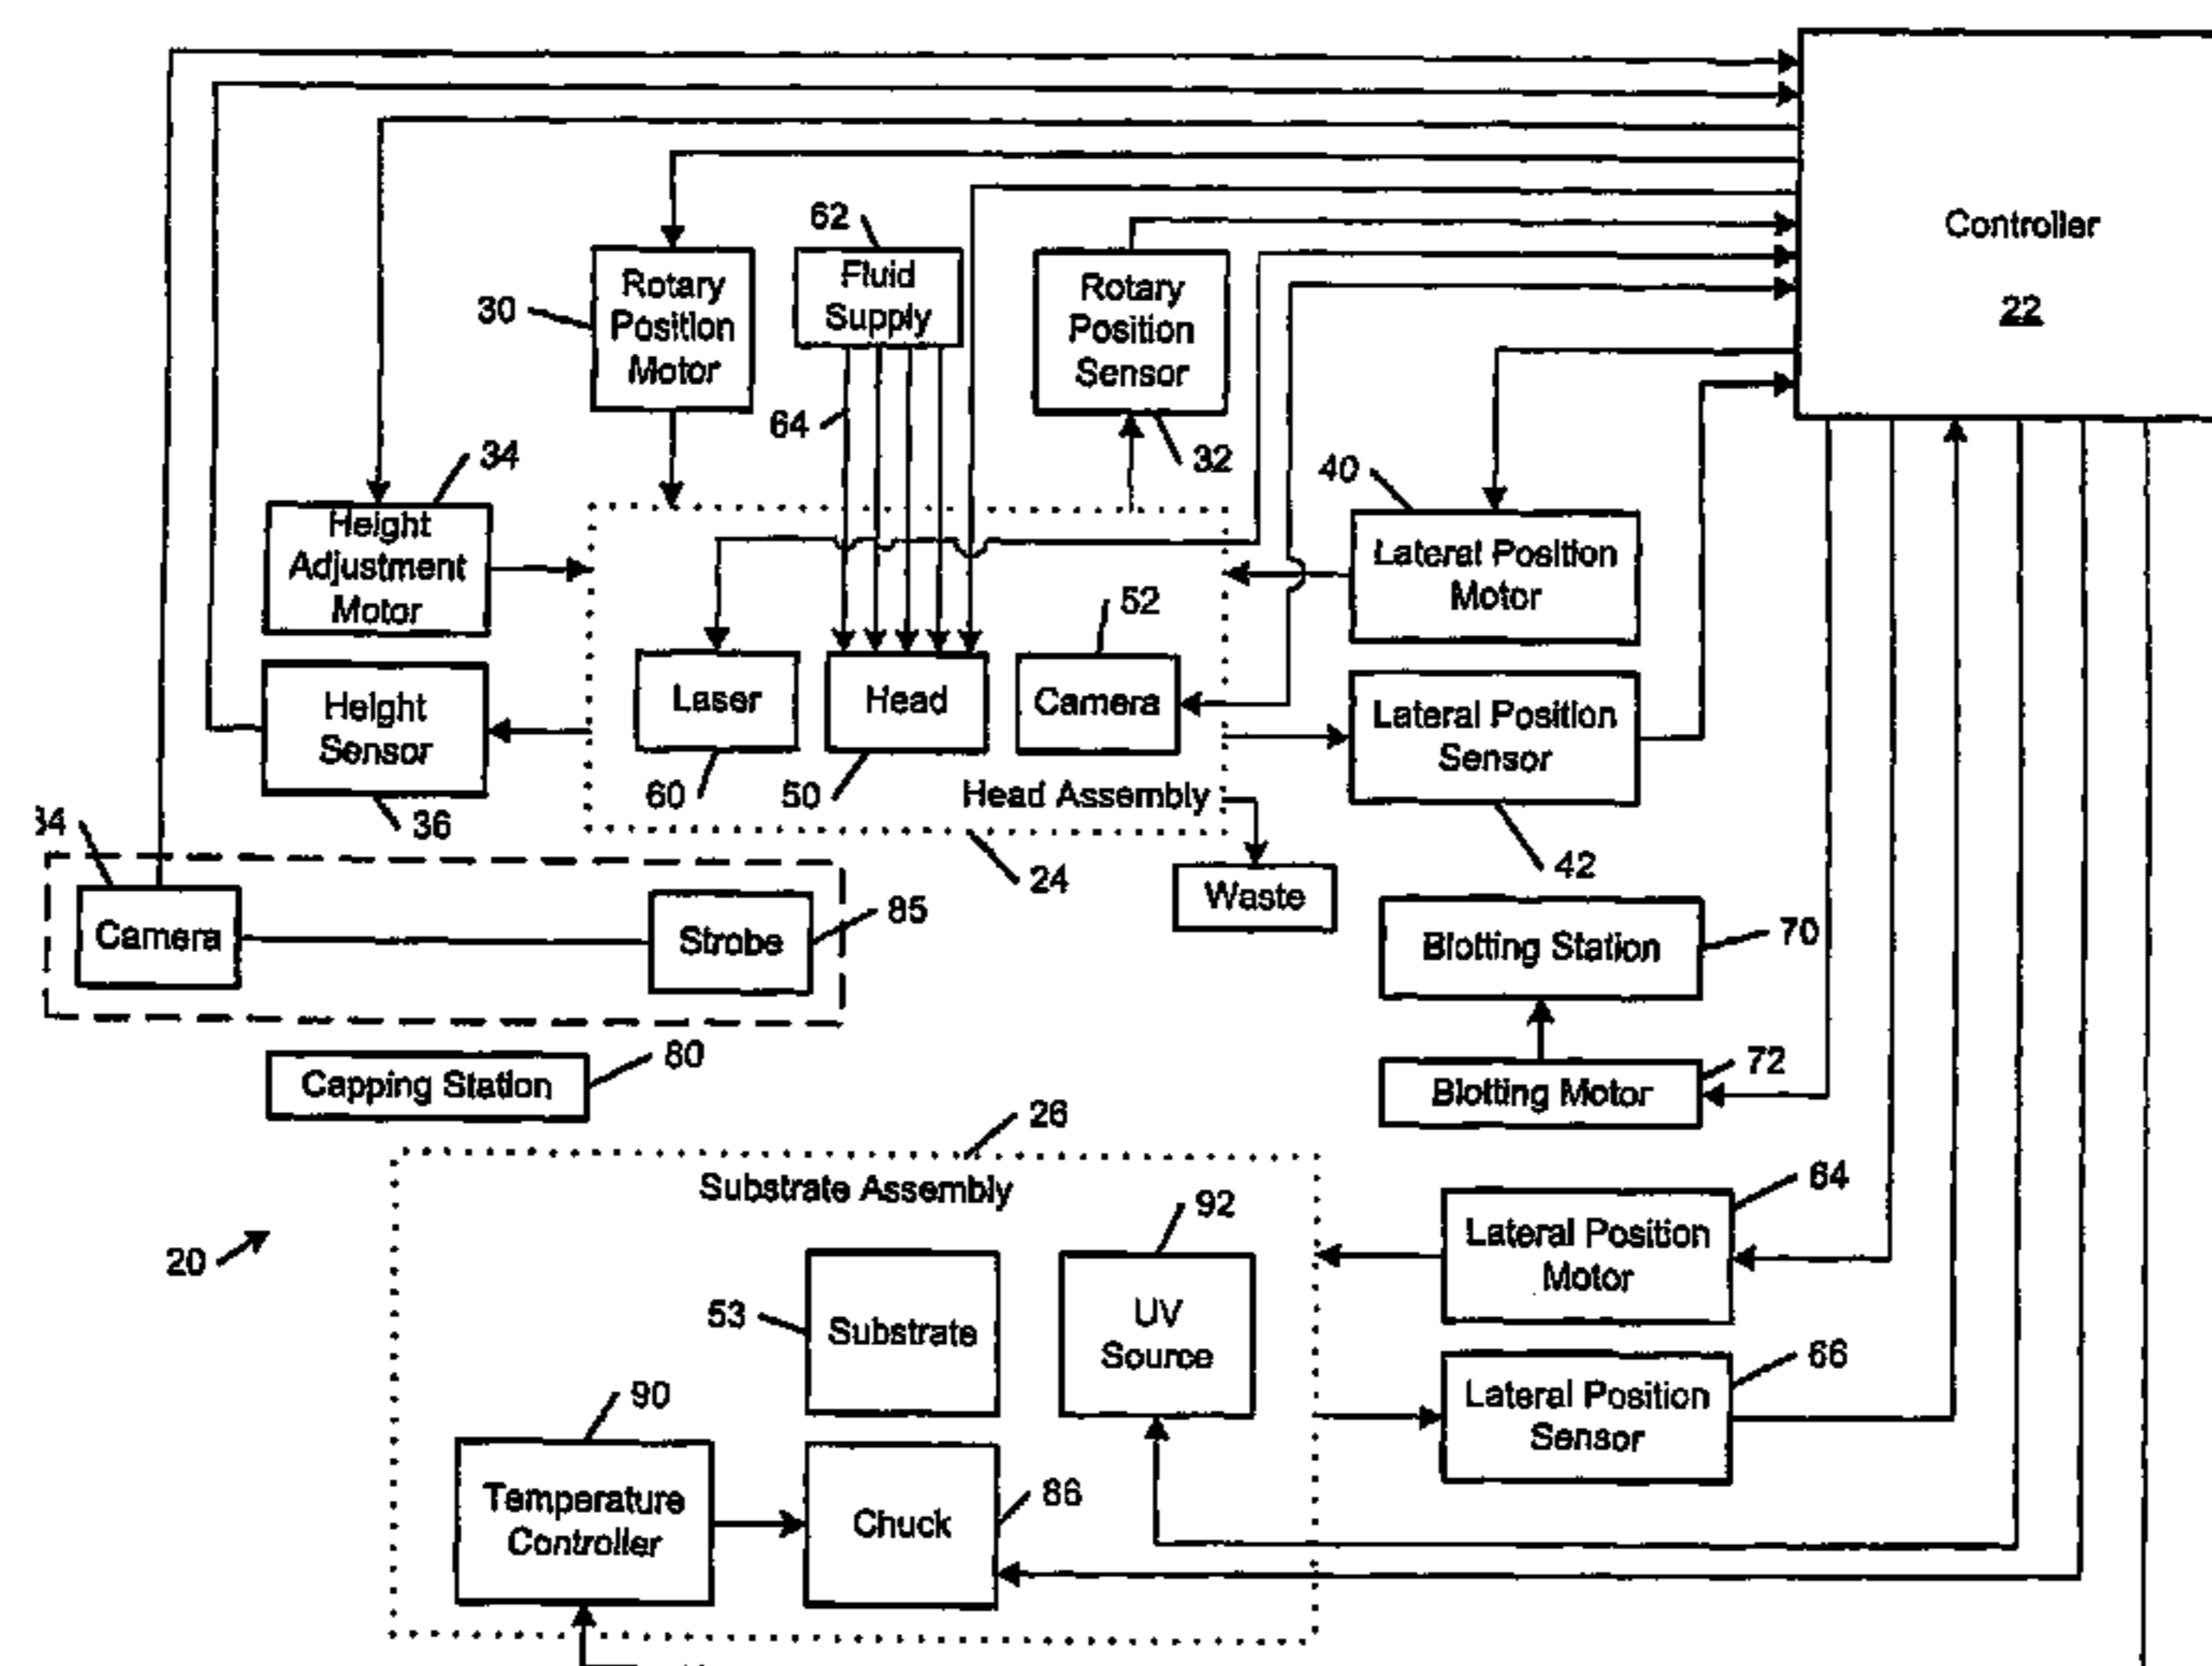 Controller
22
62
Fluid
Supply
30
Rotary
Position
Motor
Rotary
Position
Sensor
64
32
34
40
Height
Adjustment
Motor
Lateral Position
Motor
52
Laser
Head
Camera
Height
Sensor
Lateral Position
Sensor
60
50
Head Assembly
36
34
24
42
Waste
Camera
Strobe
85
Blotting Station
70
80
Capping Station
72
Blotting Motor
26
Substrate Assembly
64
92
Lateral Position
Motor
20
53
Substrate
UV
Source
66
Lateral Position
Sensor
90
86
Temperature
Controller
Chuck